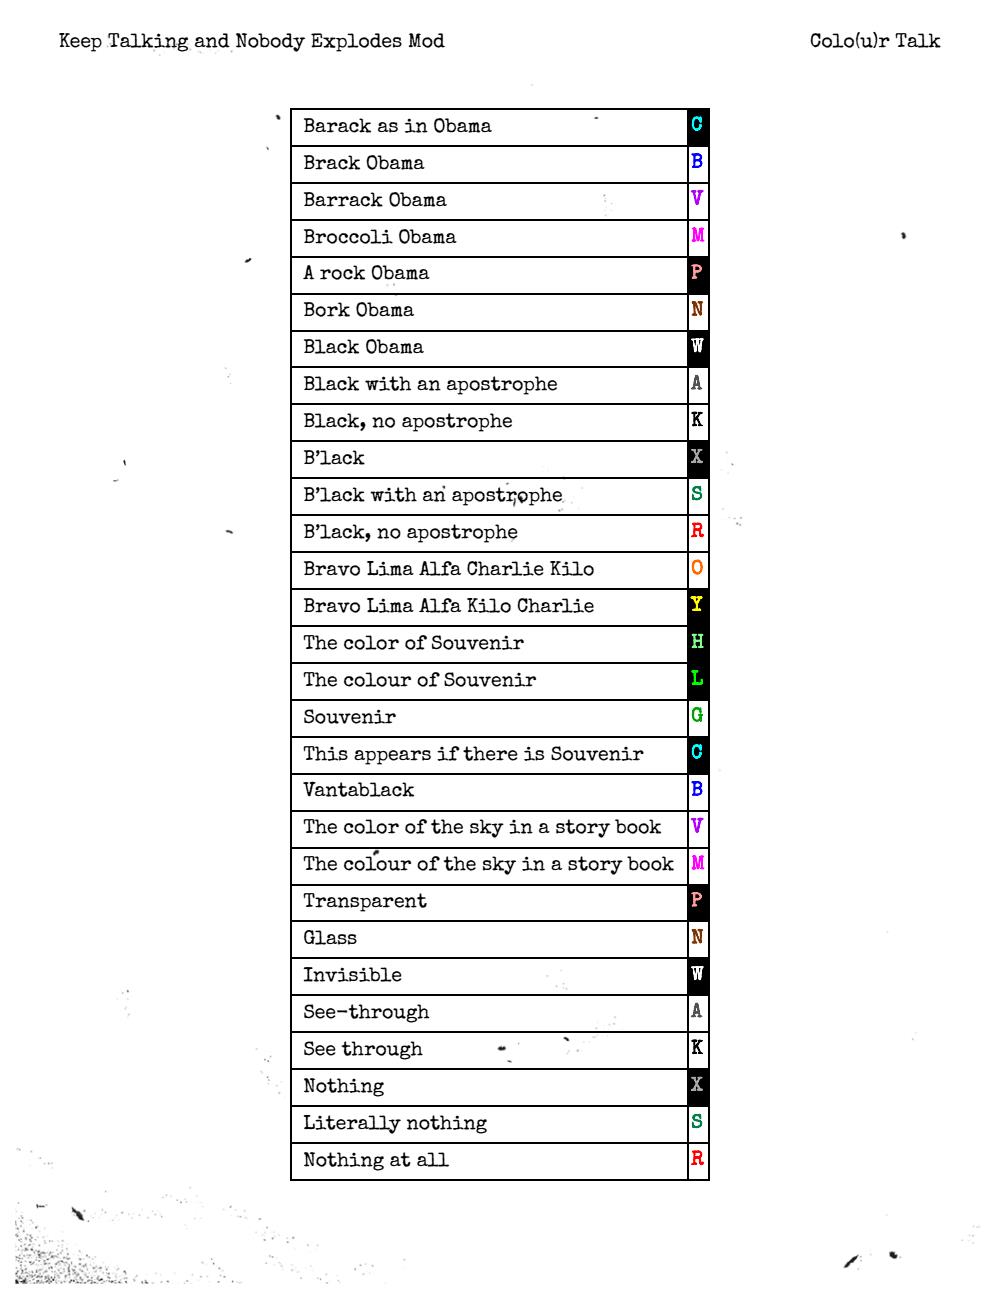 Keep Talking and Nobody Explodes Mod Colo(u)r Talk
Barack as in Obama C
Brack Obama B
Barrack Obama V
Broccoli Obama M
A rock Obama P
Bork Obama N
Black Obama W
Black with an apostrophe A
Black, no apostrophe K
B'lack X
B'lack with an apostrophe S
B'lack, no apostrophe R
Bravo Lima Alfa Charlie Kilo O
Bravo Lima Alfa Kilo Charlie Y
The color of Souvenir H
The colour of Souvenir L
Souvenir G
This appears if there is Souvenir C
Vantablack B
The color of the sky in a story book V
The colour of the sky in a story book M
Transparent P
Glass N
Invisible W
See-through A
See through K
Nothing X
Literally nothing S
Nothing at all R